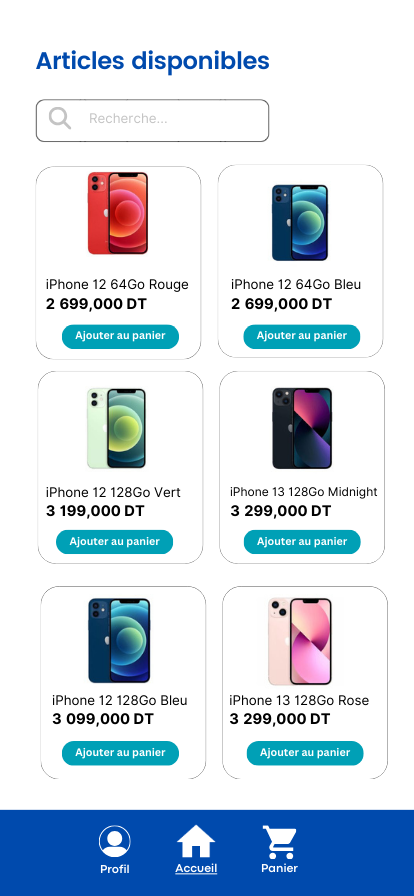 Articles disponibles
Recherche...
iPhone 12 64Go Rouge
2 699,000 DT
Ajouter au panier
iPhone 12 64Go Bleu
2 699,000 DT
Ajouter au panier
iPhone 12 128Go Vert
3 199,000 DT
Ajouter au panier
iPhone 13 128Go Midnight
3 299,000 DT
Ajouter au panier
iPhone 12 128Go Bleu
3 099,000 DT
Ajouter au panier
iPhone 13 128Go Rose
3 299,000 DT
Ajouter au panier
Profil
Accueil
Panier